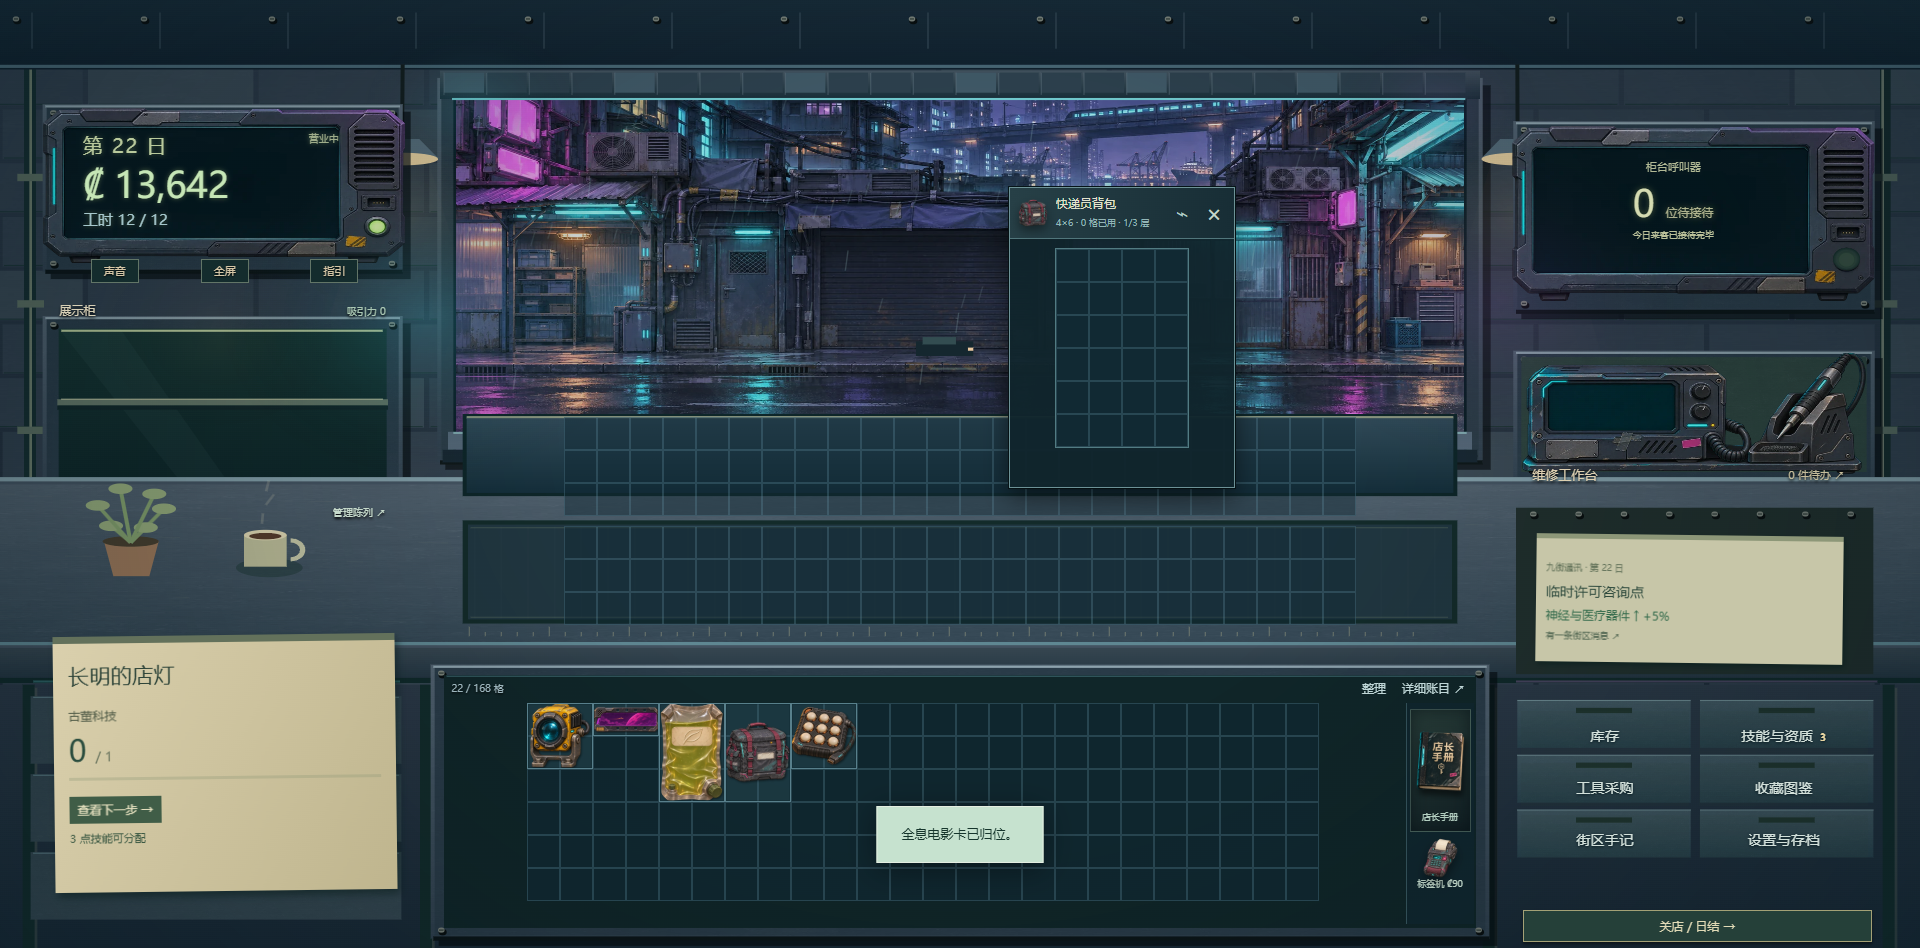 第 22 日
营业中
₡ 13,642
工时 12 / 12
声音
全屏
指引
展示柜
吸引力 0
管理陈列 ↗
快递员背包
4×6 · 0 格已用 · 1/3 层
柜台呼叫器
0 位待接待
今日来客已接待完毕
维修工作台
0 件待办 ↗
九街通讯 · 第 22 日
临时许可咨询点
神经与医疗器件 ↑ +5%
有一条街区消息 ↗
长明的店灯
古董科技
0 / 1
查看下一步 →
3 点技能可分配
22 / 168 格
整理
详细账目 ↗
全息电影卡已归位。
店长
手册
店长手册
标签机 ₡90
库存
技能与资质 3
工具采购
收藏图鉴
街区手记
设置与存档
关店 / 日结 →